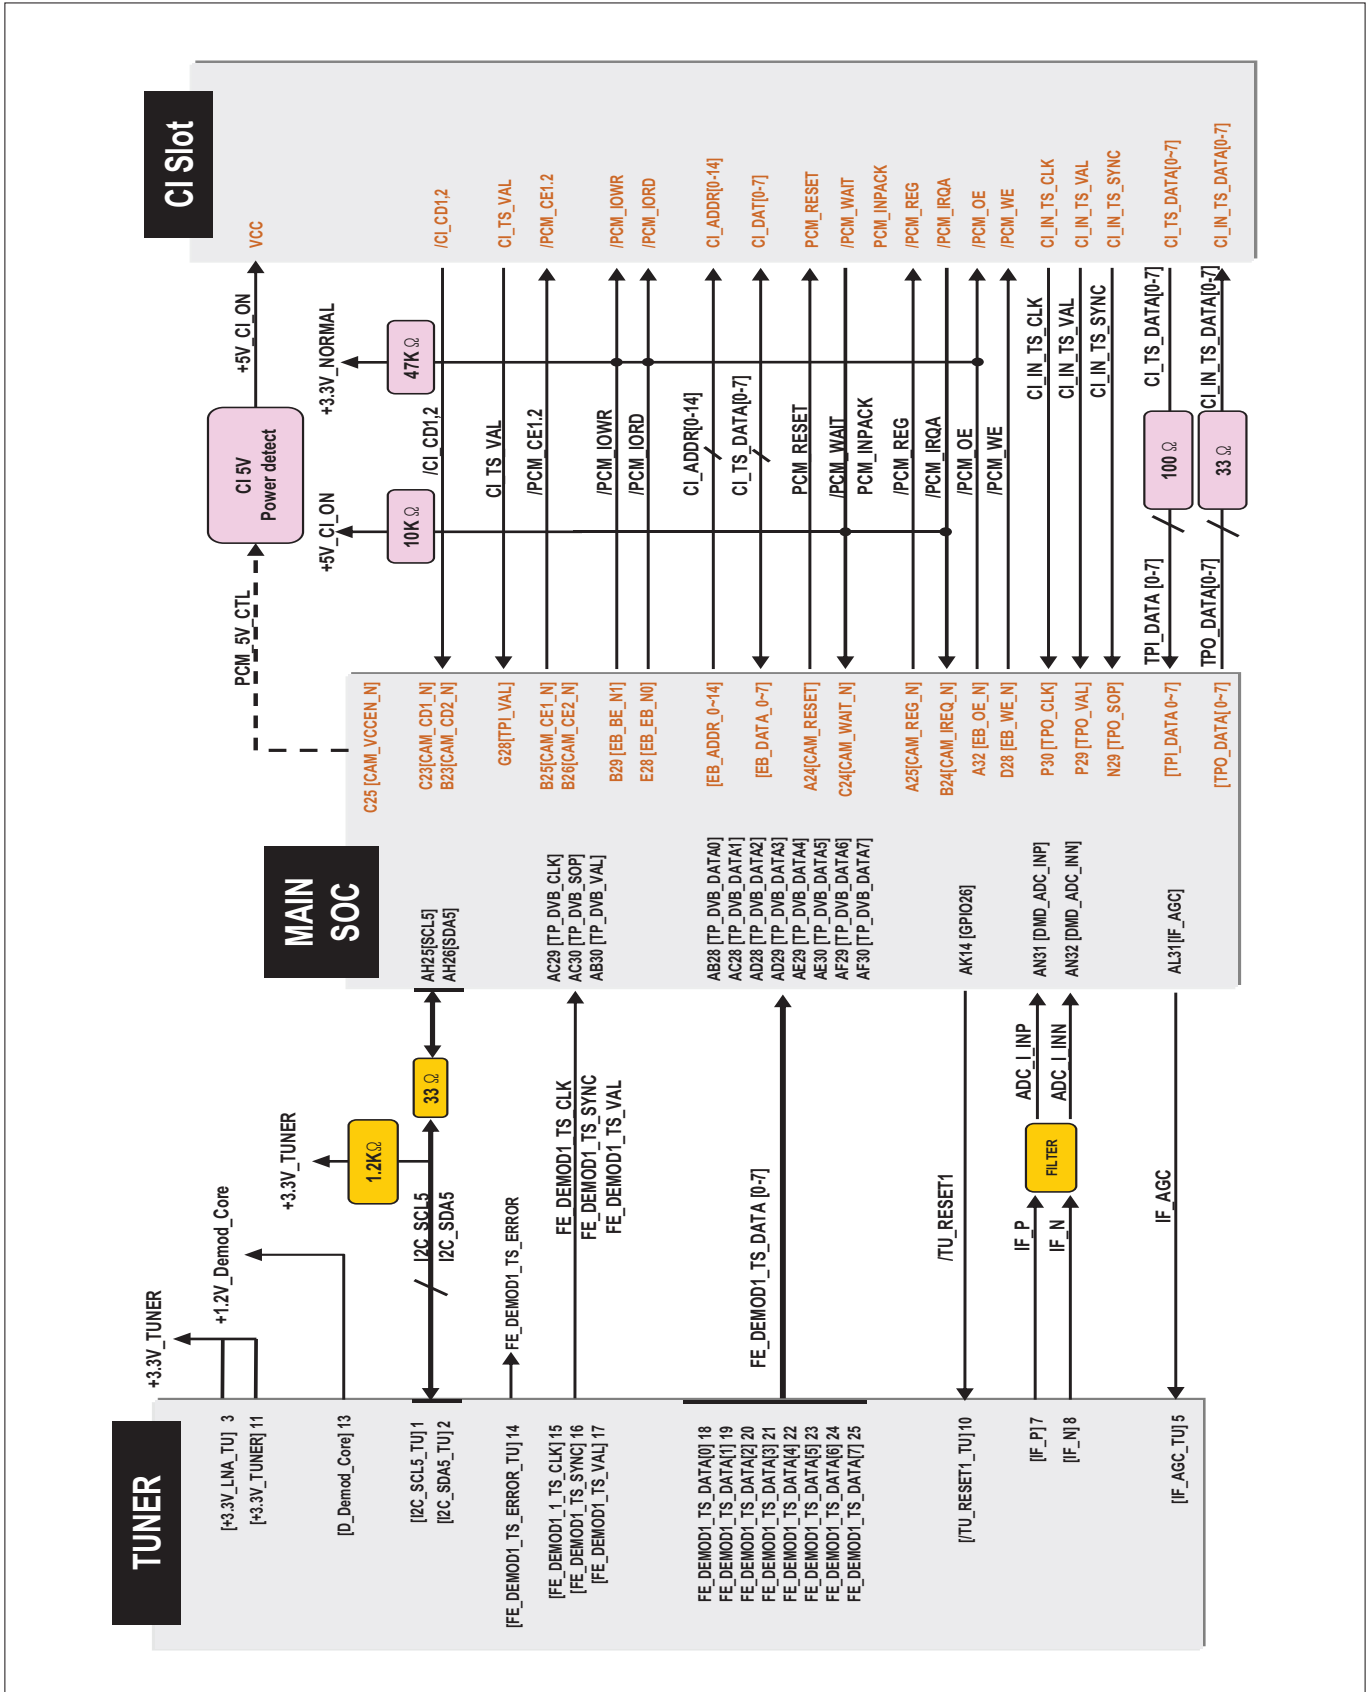 TUNER
[+3.3V_LNA_TU] 3
[+3.3V_TUNER] 11
[D_Demod_Core] 13
[I2C_SCL5_TU] 1
[I2C_SDA5_TU] 2
[FE_DEMOD1_TS_ERROR_TU] 14
[FE_DEMOD1_1_TS_CLK] 15
[FE_DEMOD1_TS_SYNC] 16
[FE_DEMOD1_TS_VAL] 17
FE_DEMOD1_TS_DATA[0] 18
FE_DEMOD1_TS_DATA[1] 19
FE_DEMOD1_TS_DATA[2] 20
FE_DEMOD1_TS_DATA[3] 21
FE_DEMOD1_TS_DATA[4] 22
FE_DEMOD1_TS_DATA[5] 23
FE_DEMOD1_TS_DATA[6] 24
FE_DEMOD1_TS_DATA[7] 25
[/TU_RESET1_TU] 10
[IF_P] 7
[IF_N] 8
[IF_AGC_TU] 5
+3.3V_TUNER
+1.2V_Demod_Core
+3.3V_TUNER
1.2KΩ
33 Ω
I2C_SCL5
I2C_SDA5
FE_DEMOD1_TS_ERROR
FE_DEMOD1_TS_CLK
FE_DEMOD1_TS_SYNC
FE_DEMOD1_TS_VAL
FE_DEMOD1_TS_DATA [0-7]
/TU_RESET1
IF_P
IF_N
FILTER
ADC_I_INP
ADC_I_INN
IF_AGC
MAIN
SOC
AH25[SCL5]
AH26[SDA5]
AC29 [TP_DVB_CLK]
AC30 [TP_DVB_SOP]
AB30 [TP_DVB_VAL]
AB28 [TP_DVB_DATA0]
AC28 [TP_DVB_DATA1]
AD28 [TP_DVB_DATA2]
AD29 [TP_DVB_DATA3]
AE29 [TP_DVB_DATA4]
AE30 [TP_DVB_DATA5]
AF29 [TP_DVB_DATA6]
AF30 [TP_DVB_DATA7]
AK14 [GPIO26]
AN31 [DMD_ADC_INP]
AN32 [DMD_ADC_INN]
AL31[IF_AGC]
C25 [CAM_VCCEN_N]
C23[CAM_CD1_N]
B23[CAM_CD2_N]
G28[TPI_VAL]
B25[CAM_CE1_N]
B26[CAM_CE2_N]
B29 [EB_BE_N1]
E28 [EB_EB_N0]
[EB_ADDR_0~14]
[EB_DATA_0~7]
A24[CAM_RESET]
C24[CAM_WAIT_N]
A25[CAM_REG_N]
B24[CAM_IREQ_N]
A32 [EB_OE_N]
D28 [EB_WE_N]
P30 [TPO_CLK]
P29 [TPO_VAL]
N29 [TPO_SOP]
[TPI_DATA 0~7]
[TPO_DATA[ 0~7]
PCM_5V_CTL
CI 5V
Power detect
+5V_CI_ON
+5V_CI_ON
10K Ω
+3.3V_NORMAL
47K Ω
/CI_CD1,2
CI_TS_VAL
/PCM_CE1.2
/PCM_IOWR
/PCM_IORD
CI_ADDR[0-14]
CI_TS_DATA[0-7]
PCM_RESET
/PCM_WAIT
PCM_INPACK
/PCM_REG
/PCM_IRQA
/PCM_OE
/PCM_WE
CI_IN_TS_CLK
CI_IN_TS_VAL
CI_IN_TS_SYNC
TPI_DATA [0-7]
100 Ω
CI_TS_DATA[0-7]
TPO_DATA[0-7]
33 Ω
CI_IN_TS_DATA[0-7]
CI Slot
VCC
/CI_CD1,2
CI_TS_VAL
/PCM_CE1.2
/PCM_IOWR
/PCM_IORD
CI_ADDR[0-14]
CI_DAT[0-7]
PCM_RESET
/PCM_WAIT
PCM_INPACK
/PCM_REG
/PCM_IRQA
/PCM_OE
/PCM_WE
CI_IN_TS_CLK
CI_IN_TS_VAL
CI_IN_TS_SYNC
CI_TS_DATA[0~7]
CI_IN_TS_DATA[0-7]